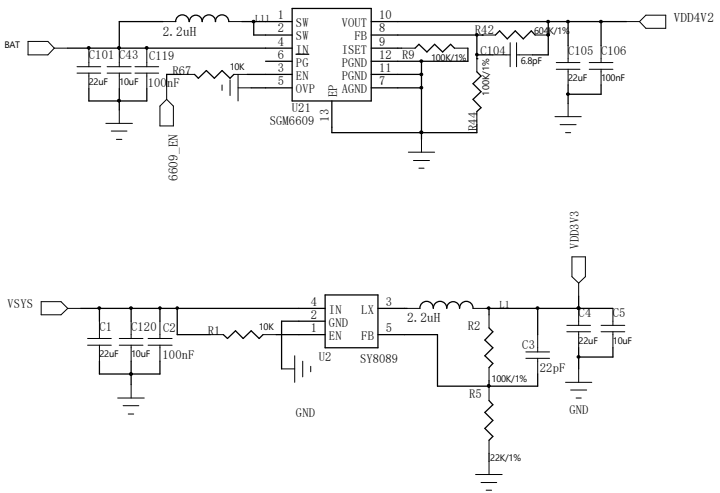 BAT
2.2uH
L11
C101
22uF
C43
10uF
C119
100nF
R67
10K
6609_EN
1 SW
2 SW
4 IN
6 PG
3 EN
5 OVP
EP
13
VOUT 10
FB 8
ISET 9
PGND 12
PGND 11
AGND 7
U21
SGM6609
R42
604K/1%
R9
100K/1%
C104
6.8pF
100K/1%
R44
C105
22uF
C106
100nF
VDD4V2
VSYS
C1
22uF
C120
10uF
C2
100nF
R1
10K
4 IN
2 GND
1 EN
LX 3
FB 5
U2
SY8089
GND
2.2uH
L1
R2
100K/1%
C3
22pF
R5
22K/1%
VDD3V3
C4
22uF
C5
10uF
GND